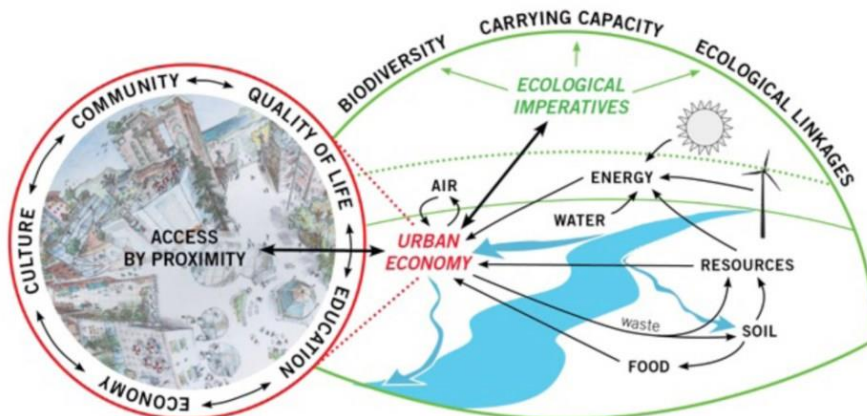 COMMUNITY
QUALITY OF LIFE
EDUCATION
ECONOMY
CULTURE
ACCESS
BY PROXIMITY
BIODIVERSITY
CARRYING CAPACITY
ECOLOGICAL LINKAGES
ECOLOGICAL
IMPERATIVES
AIR
ENERGY
WATER
URBAN
ECONOMY
RESOURCES
waste
SOIL
FOOD